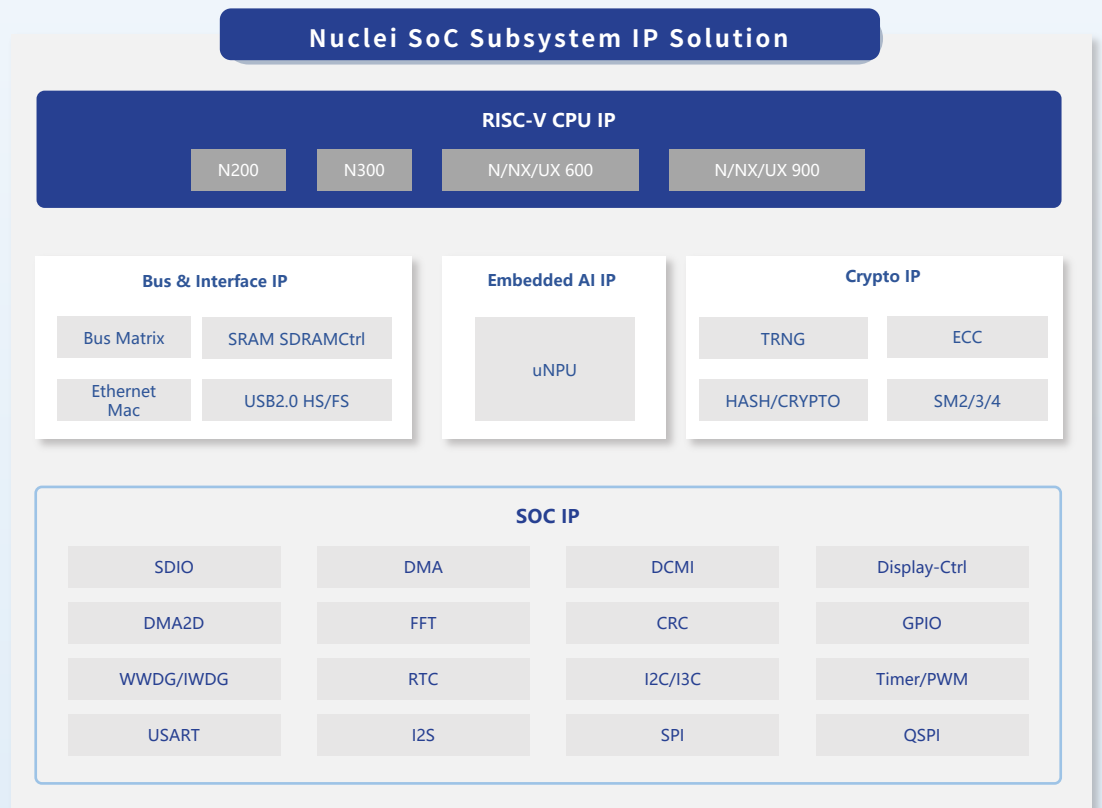 Nuclei SoC Subsystem IP Solution
RISC-V CPU IP
N200
N300
N/NX/UX 600
N/NX/UX 900
Bus & Interface IP
Bus Matrix
SRAM SDRAMCtrl
Ethernet
Mac
USB2.0 HS/FS
Embedded AI IP
uNPU
Crypto IP
TRNG
ECC
HASH/CRYPTO
SM2/3/4
SOC IP
SDIO
DMA
DCMI
Display-Ctrl
DMA2D
FFT
CRC
GPIO
WWDG/IWDG
RTC
I2C/I3C
Timer/PWM
USART
I2S
SPI
QSPI